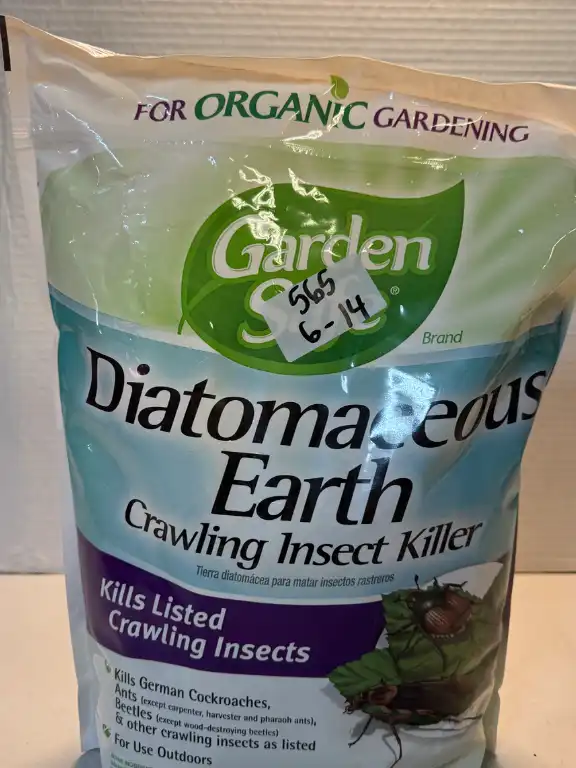 FOR ORGANIC GARDENING
Garden
565
6-14
Brand
Diatomaceous
Earth
Crawling Insect Killer
Tierra diatomácea para matar insectos rastreros
Kills Listed
Crawling Insects
Kills German Cockroaches,
Ants (except carpenter, harvester and pharaoh ants),
Beetles (except wood-destroying beetles)
& other crawling insects as listed
For Use Outdoors